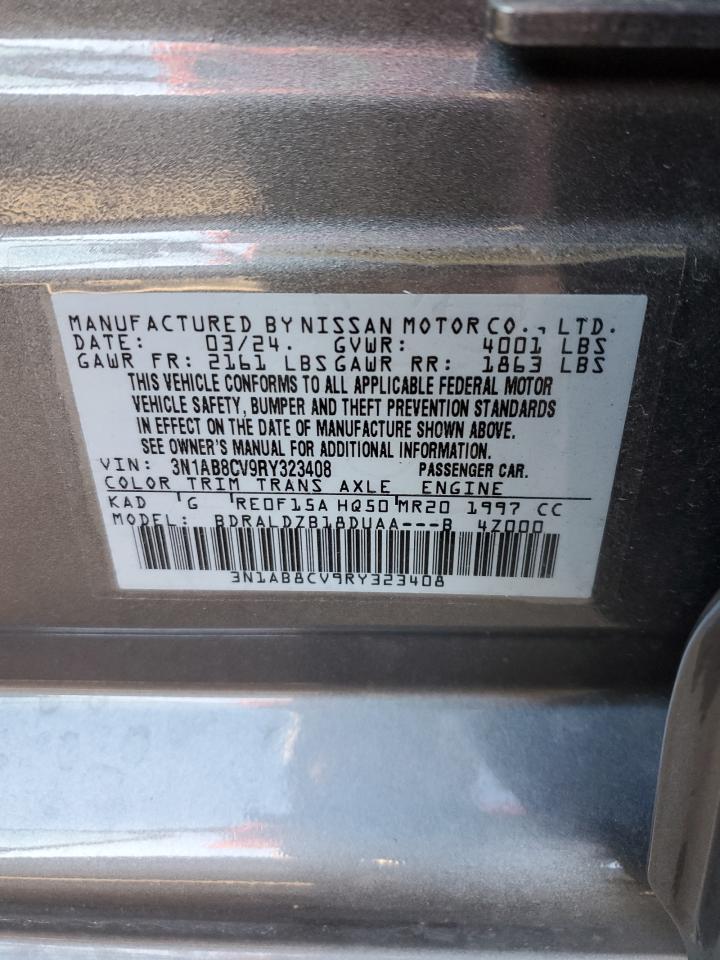 MANUFACTURED BY NISSAN MOTOR CO., LTD.
DATE: 03/24. GVWR: 4001 LBS
GAWR FR: 2161 LBS GAWR RR: 1863 LBS
THIS VEHICLE CONFORMS TO ALL APPLICABLE FEDERAL MOTOR
VEHICLE SAFETY, BUMPER AND THEFT PREVENTION STANDARDS
IN EFFECT ON THE DATE OF MANUFACTURE SHOWN ABOVE.
SEE OWNER'S MANUAL FOR ADDITIONAL INFORMATION.
VIN: 3N1AB8CV9RY323408 PASSENGER CAR.
COLOR TRIM TRANS AXLE ENGINE
KAD G RE0F15A HQ50 MR20 1997 CC
MODEL: BDRALDZB18DUAA---B 4Z000
3N1AB8CV9RY323408